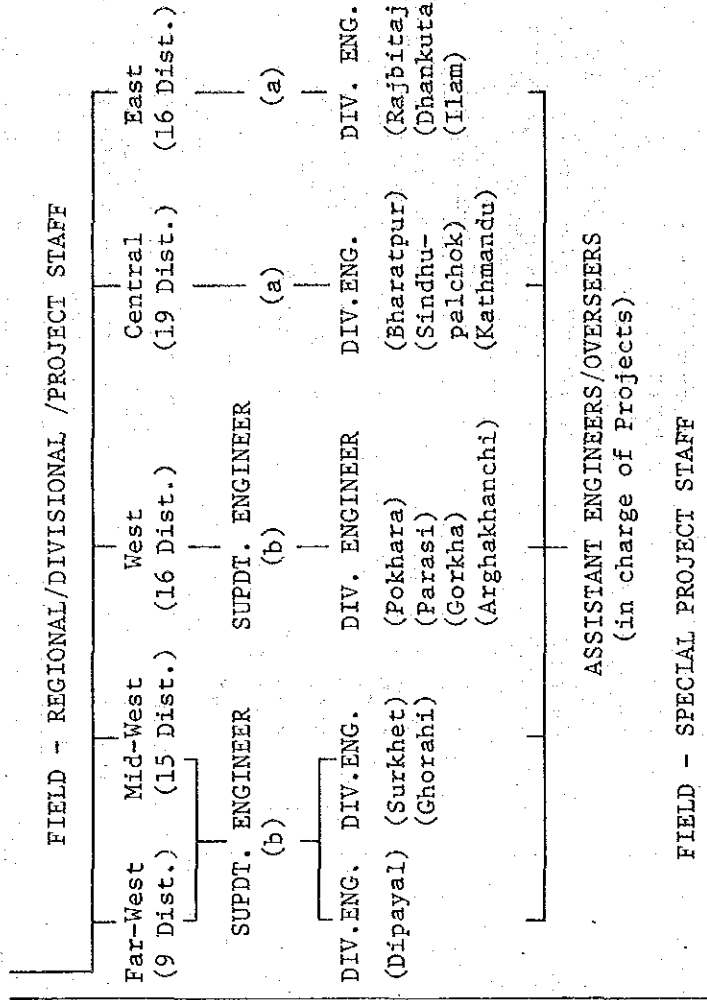 FIELD - REGIONAL/DIVISIONAL /PROJECT STAFF
Far-West Mid-West West Central East
(9 Dist.) (15 Dist.) (16 Dist.) (19 Dist.) (16 Dist.)
SUPDT. ENGINEER SUPDT. ENGINEER
(b) (b) (a) (a)
DIV.ENG. DIV.ENG. DIV. ENGINEER DIV.ENG. DIV. ENG.
(Dipayal) (Surkhet) (Pokhara) (Bharatpur) (Rajbitaj
(Ghorahi) (Parasi) (Sindhu- (Dhankuta
(Gorkha) palchok) (Ilam)
(Arghakhanchi) (Kathmandu)
ASSISTANT ENGINEERS/OVERSEERS
(in charge of Projects)
FIELD - SPECIAL PROJECT STAFF